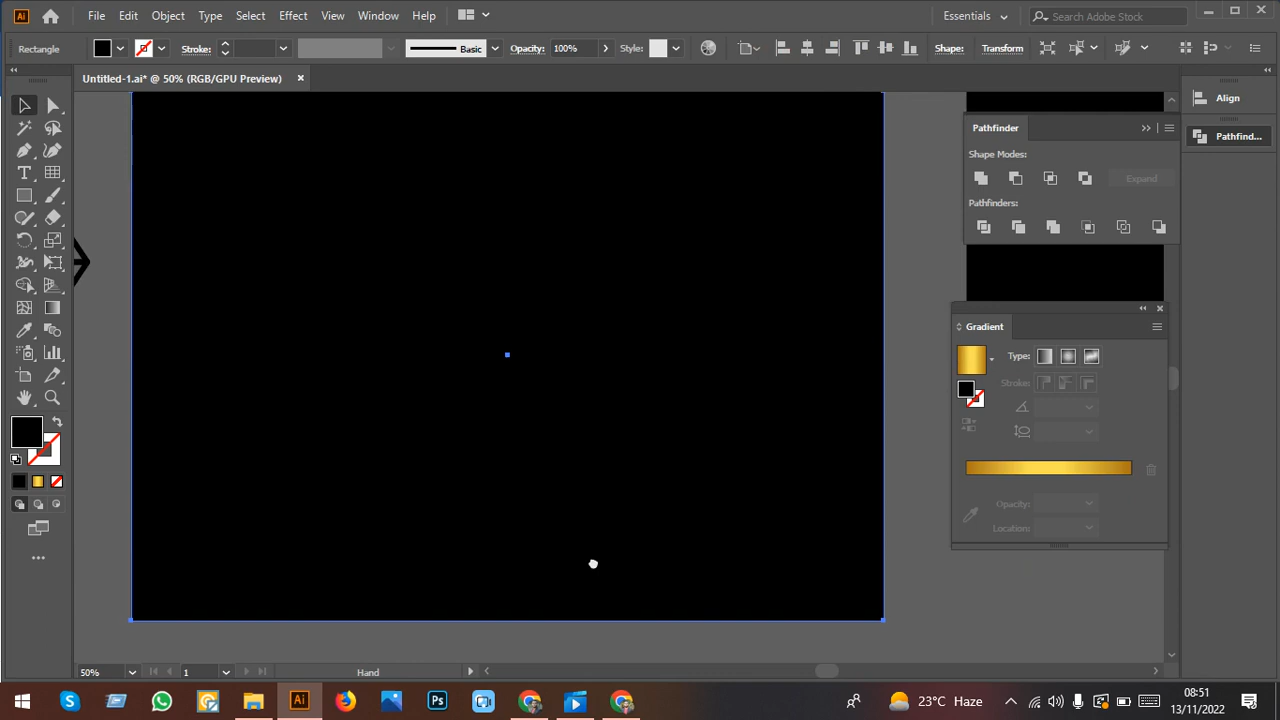 Ai File Edit Object Type Select Effect View Window Help Essentials Search Adobe Stock
Rectangle Stroke: Basic Opacity: 100% Style: Shape: Transform
Untitled-1.ai* @ 50% (RGB/GPU Preview)
Align
Pathfinder
Pathfind...
Shape Modes:
Expand
Pathfinders:
Gradient
Type:
Stroke:
Opacity:
Location:
50% 1 Hand
Ai Ps 23°C Haze 08:51
13/11/2022